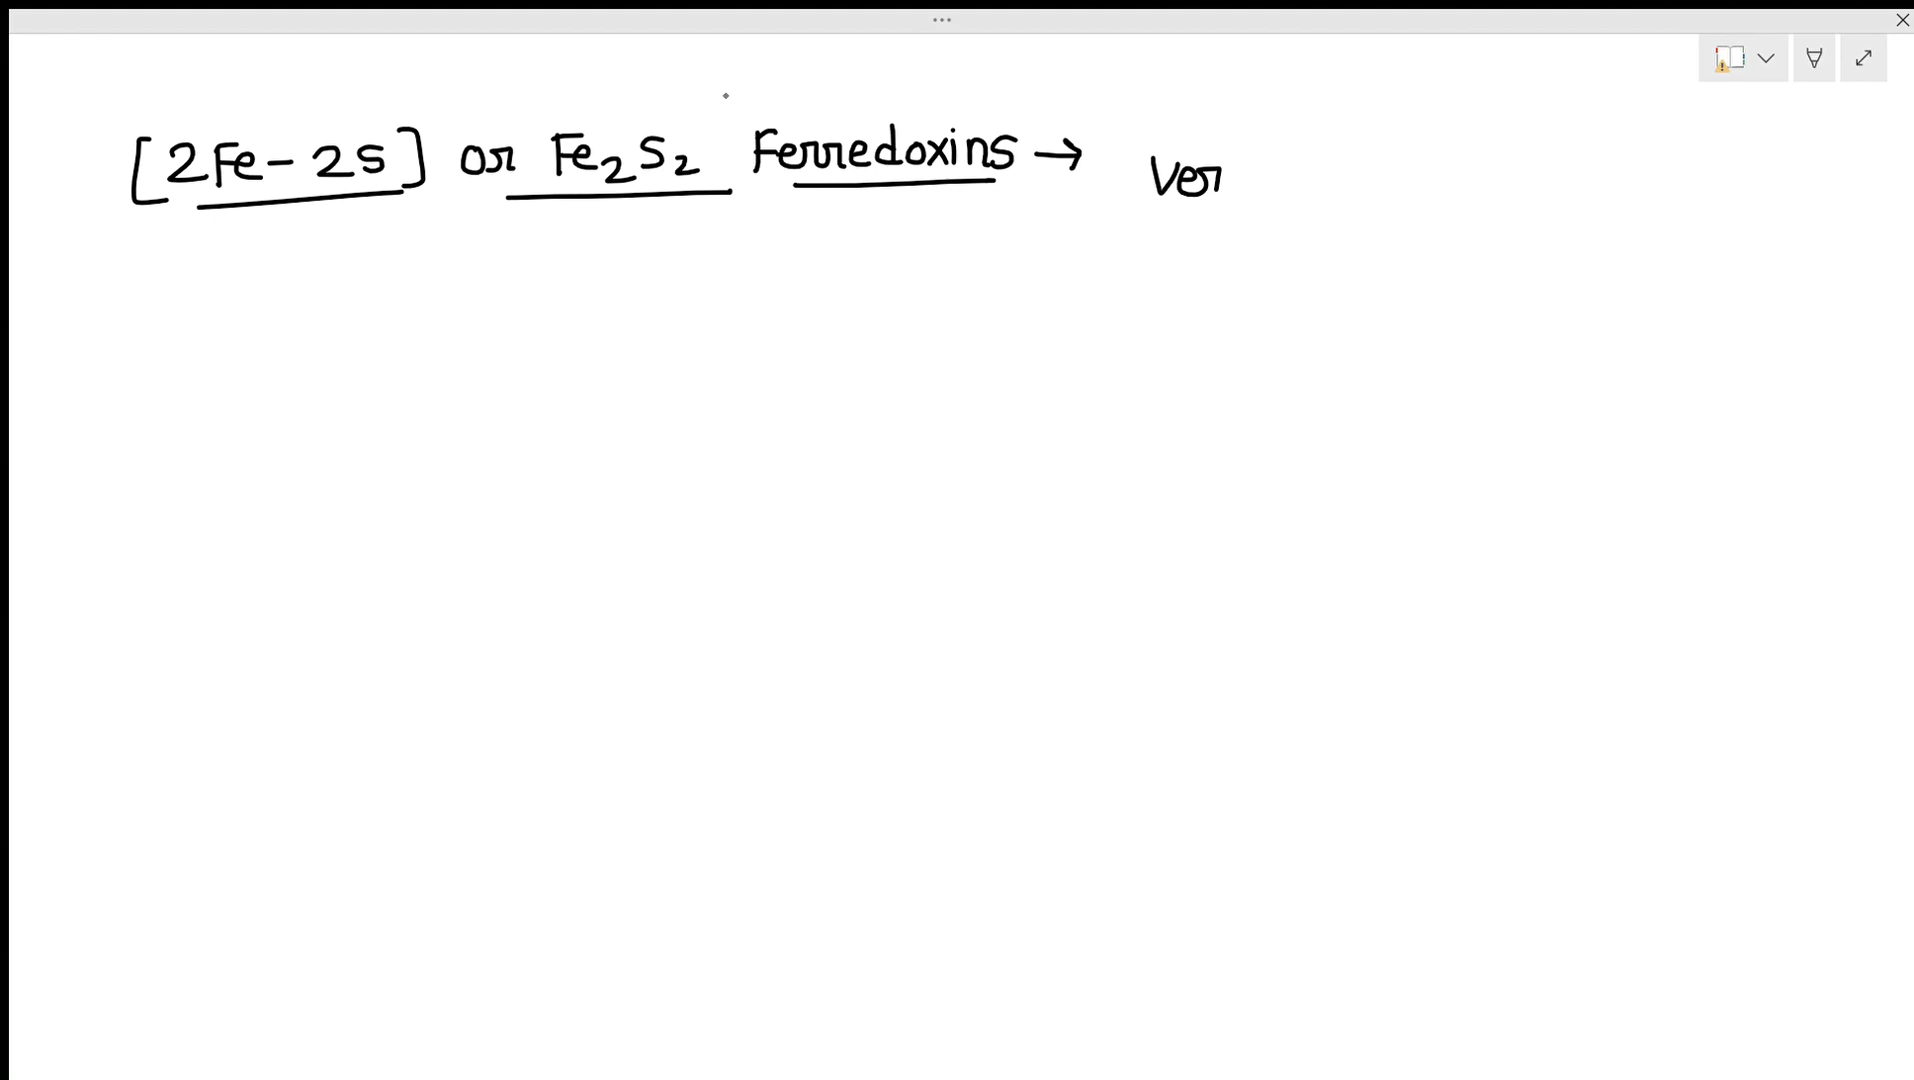 [2Fe-2S] or Fe₂S₂ Ferredoxins → Ver